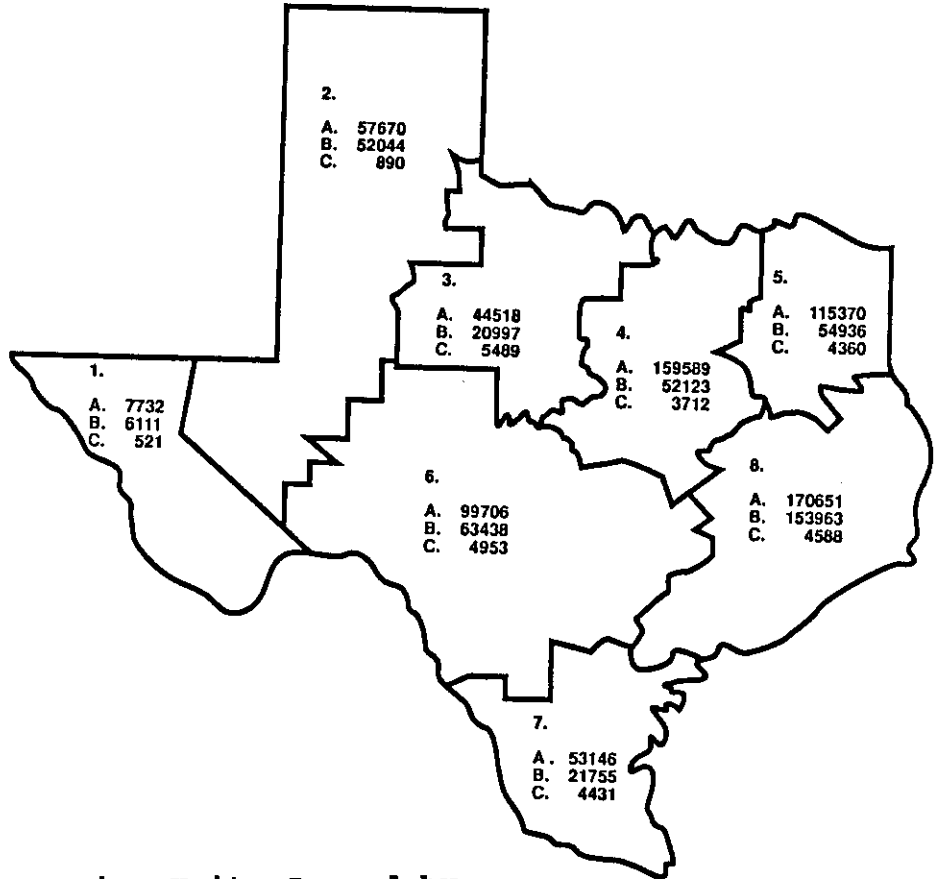 2.
A. 57670
B. 52044
C. 890
3.
A. 44518
B. 20997
C. 5489
5.
A. 115370
B. 54936
C. 4360
4.
A. 159589
B. 52123
C. 3712
1.
A. 7732
B. 6111
C. 521
6.
A. 99706
B. 63438
C. 4953
8.
A. 170651
B. 153963
C. 4588
7.
A. 53146
B. 21755
C. 4431